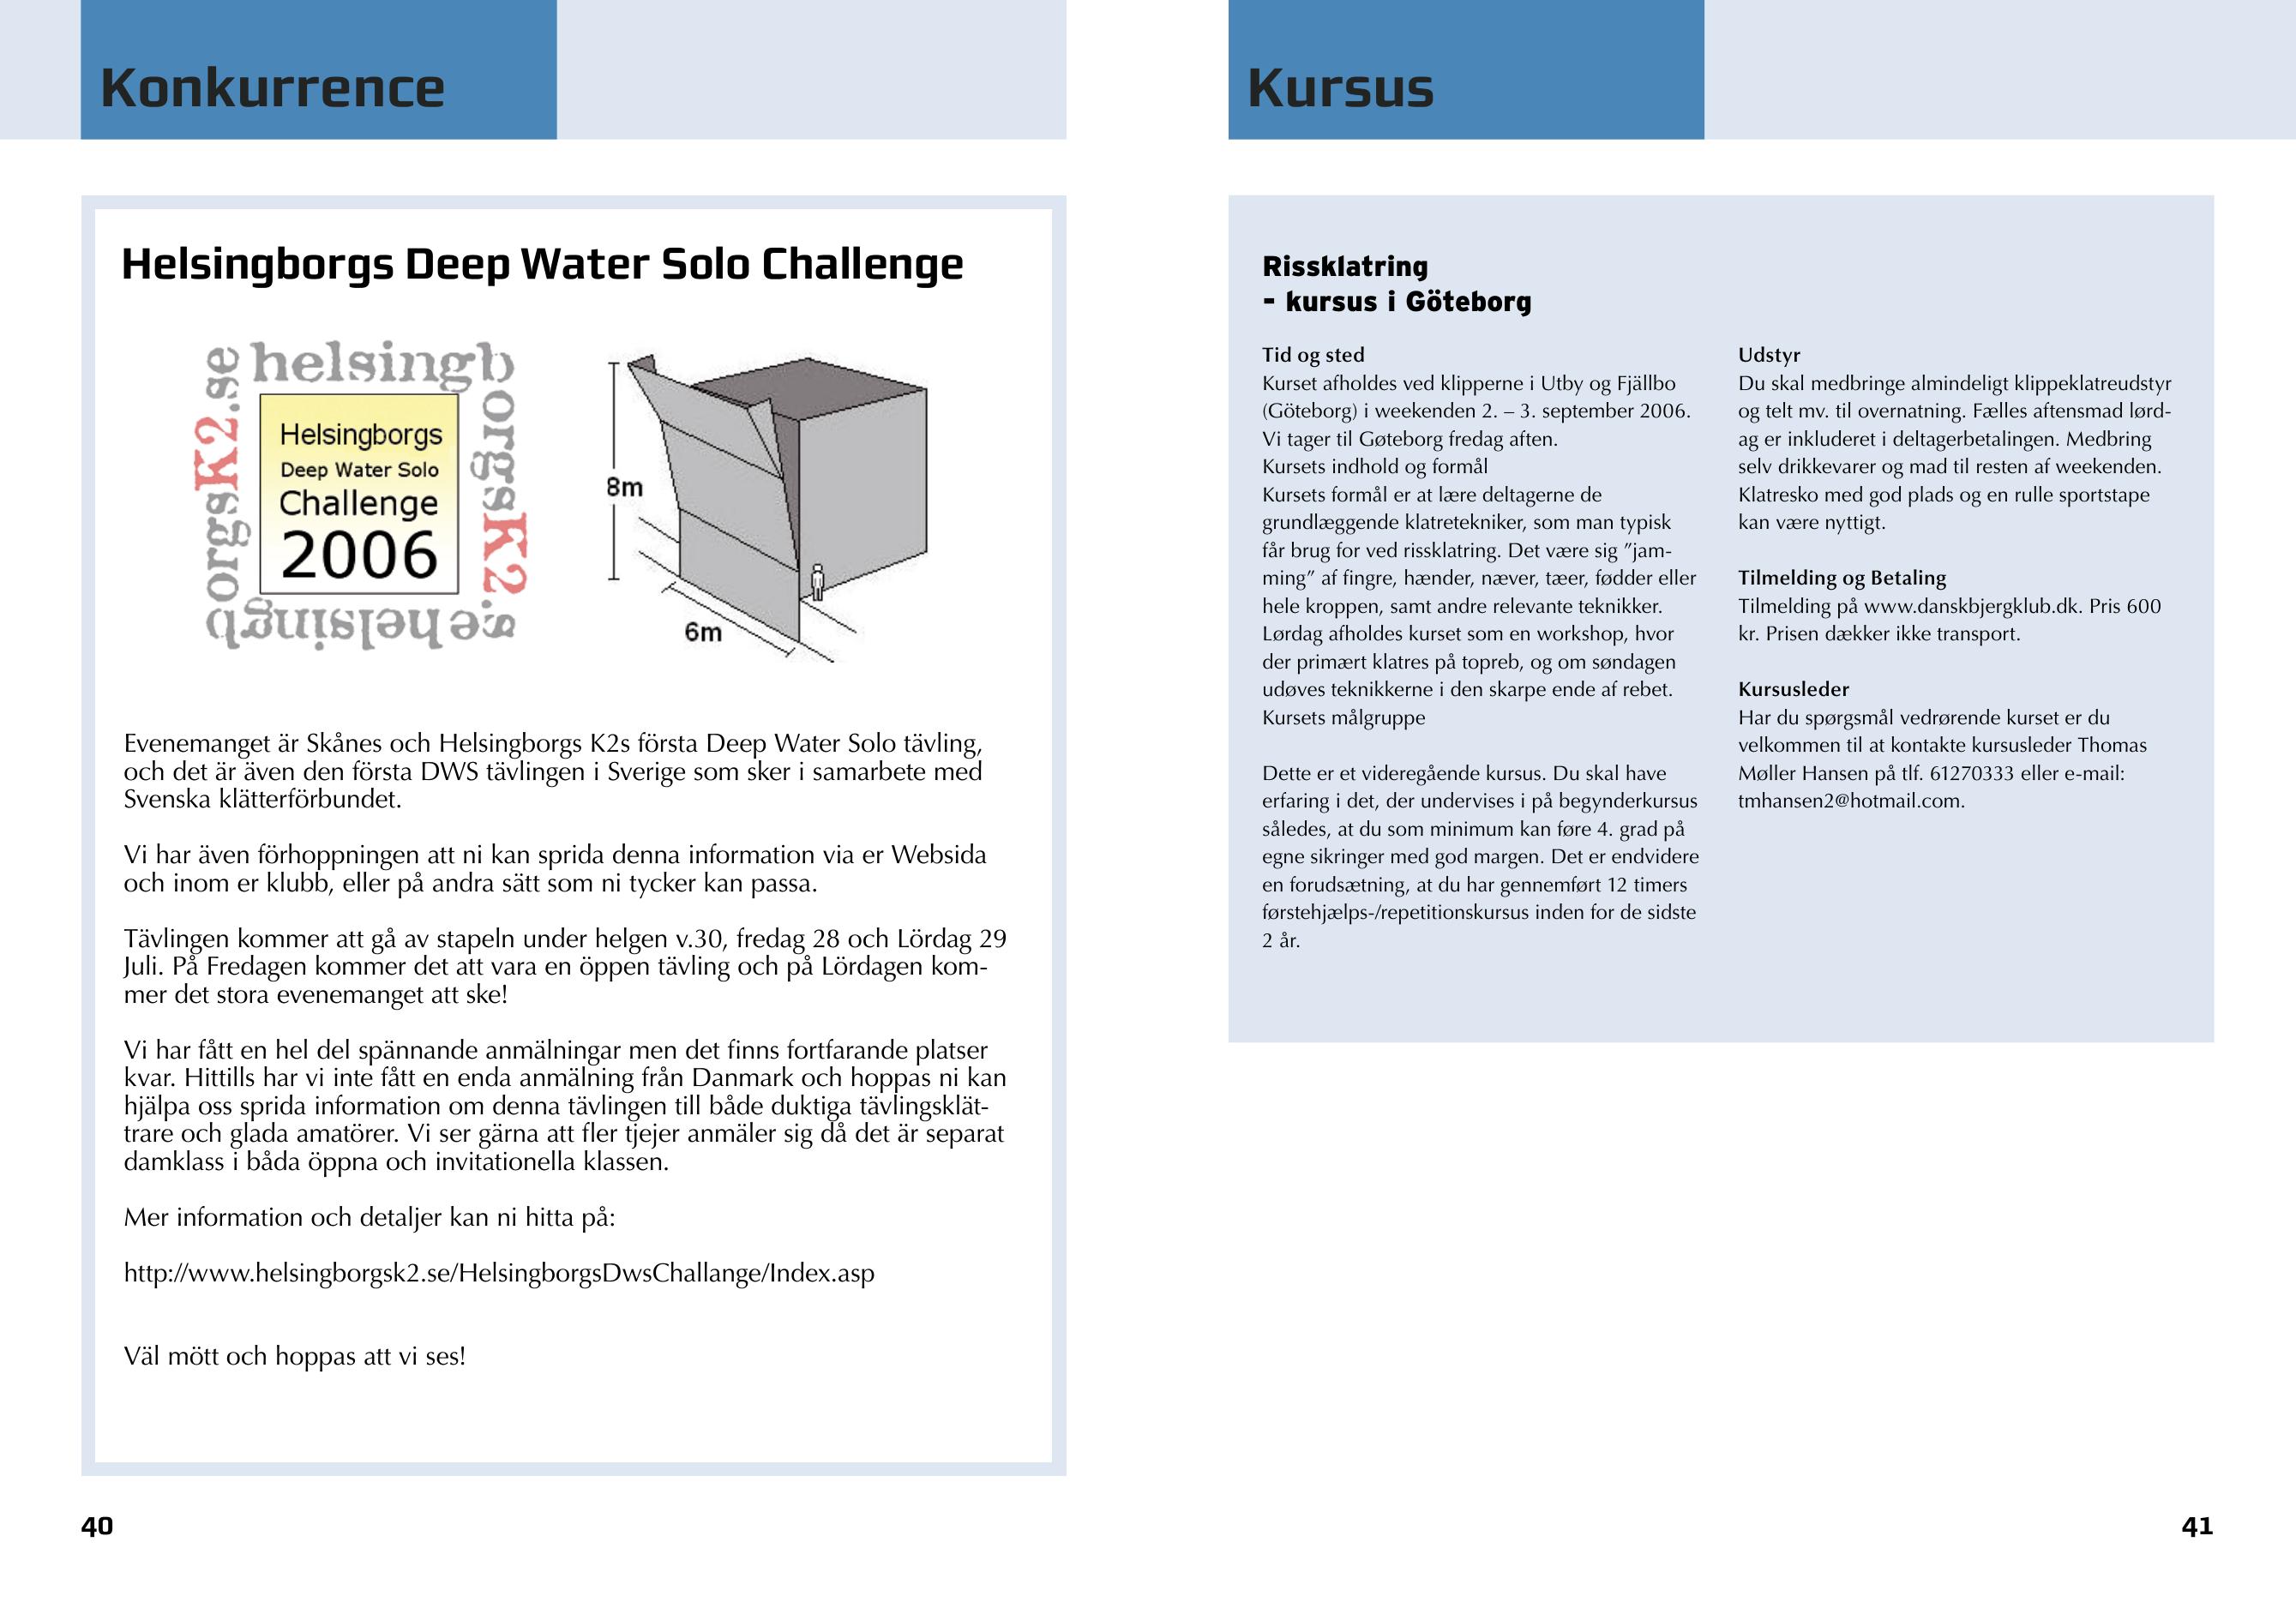 Konkurrence
Helsingborgs Deep Water Solo Challenge
helsingborgsK2.se
helsingborgsK2.se
Helsingborgs
Deep Water Solo
Challenge
2006
8m
6m
Evenemanget är Skånes och Helsingborgs K2s första Deep Water Solo tävling,
och det är även den första DWS tävlingen i Sverige som sker i samarbete med
Svenska klätterförbundet.
Vi har även förhoppningen att ni kan sprida denna information via er Websida
och inom er klubb, eller på andra sätt som ni tycker kan passa.
Tävlingen kommer att gå av stapeln under helgen v.30, fredag 28 och Lördag 29
Juli. På Fredagen kommer det att vara en öppen tävling och på Lördagen kom-
mer det stora evenemanget att ske!
Vi har fått en hel del spännande anmälningar men det finns fortfarande platser
kvar. Hittills har vi inte fått en enda anmälning från Danmark och hoppas ni kan
hjälpa oss sprida information om denna tävlingen till både duktiga tävlingsklät-
trare och glada amatörer. Vi ser gärna att fler tjejer anmäler sig då det är separat
damklass i båda öppna och invitationella klassen.
Mer information och detaljer kan ni hitta på:
http://www.helsingborgsk2.se/HelsingborgsDwsChallange/Index.asp
Väl mött och hoppas att vi ses!
40
Kursus
Rissklatring
- kursus i Göteborg
Tid og sted
Kurset afholdes ved klipperne i Utby og Fjällbo
(Göteborg) i weekenden 2. – 3. september 2006.
Vi tager til Gøteborg fredag aften.
Kursets indhold og formål
Kursets formål er at lære deltagerne de
grundlæggende klatretekniker, som man typisk
får brug for ved rissklatring. Det være sig ”jam-
ming” af fingre, hænder, næver, tæer, fødder eller
hele kroppen, samt andre relevante teknikker.
Lørdag afholdes kurset som en workshop, hvor
der primært klatres på topreb, og om søndagen
udøves teknikkerne i den skarpe ende af rebet.
Kursets målgruppe
Dette er et videregående kursus. Du skal have
erfaring i det, der undervises i på begynderkursus
således, at du som minimum kan føre 4. grad på
egne sikringer med god margen. Det er endvidere
en forudsætning, at du har gennemført 12 timers
førstehjælps-/repetitionskursus inden for de sidste
2 år.
Udstyr
Du skal medbringe almindeligt klippeklatreudstyr
og telt mv. til overnatning. Fælles aftensmad lørd-
ag er inkluderet i deltagerbetalingen. Medbring
selv drikkevarer og mad til resten af weekenden.
Klatresko med god plads og en rulle sportstape
kan være nyttigt.
Tilmelding og Betaling
Tilmelding på www.danskbjergklub.dk. Pris 600
kr. Prisen dækker ikke transport.
Kursusleder
Har du spørgsmål vedrørende kurset er du
velkommen til at kontakte kursusleder Thomas
Møller Hansen på tlf. 61270333 eller e-mail:
tmhansen2@hotmail.com.
41